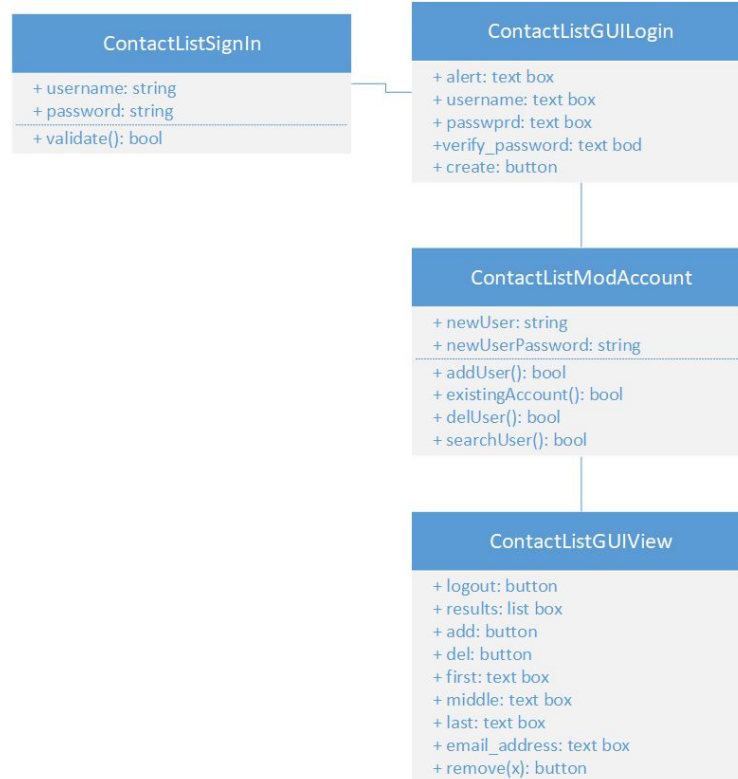 ContactListSignIn
+ username: string
+ password: string
+ validate(): bool
ContactListGUILogin
+ alert: text box
+ username: text box
+ passwprd: text box
+verify_password: text bod
+ create: button
ContactListModAccount
+ newUser: string
+ newUserPassword: string
+ addUser(): bool
+ existingAccount(): bool
+ delUser(): bool
+ searchUser(): bool
ContactListGUIView
+ logout: button
+ results: list box
+ add: button
+ del: button
+ first: text box
+ middle: text box
+ last: text box
+ email_address: text box
+ remove(x): button